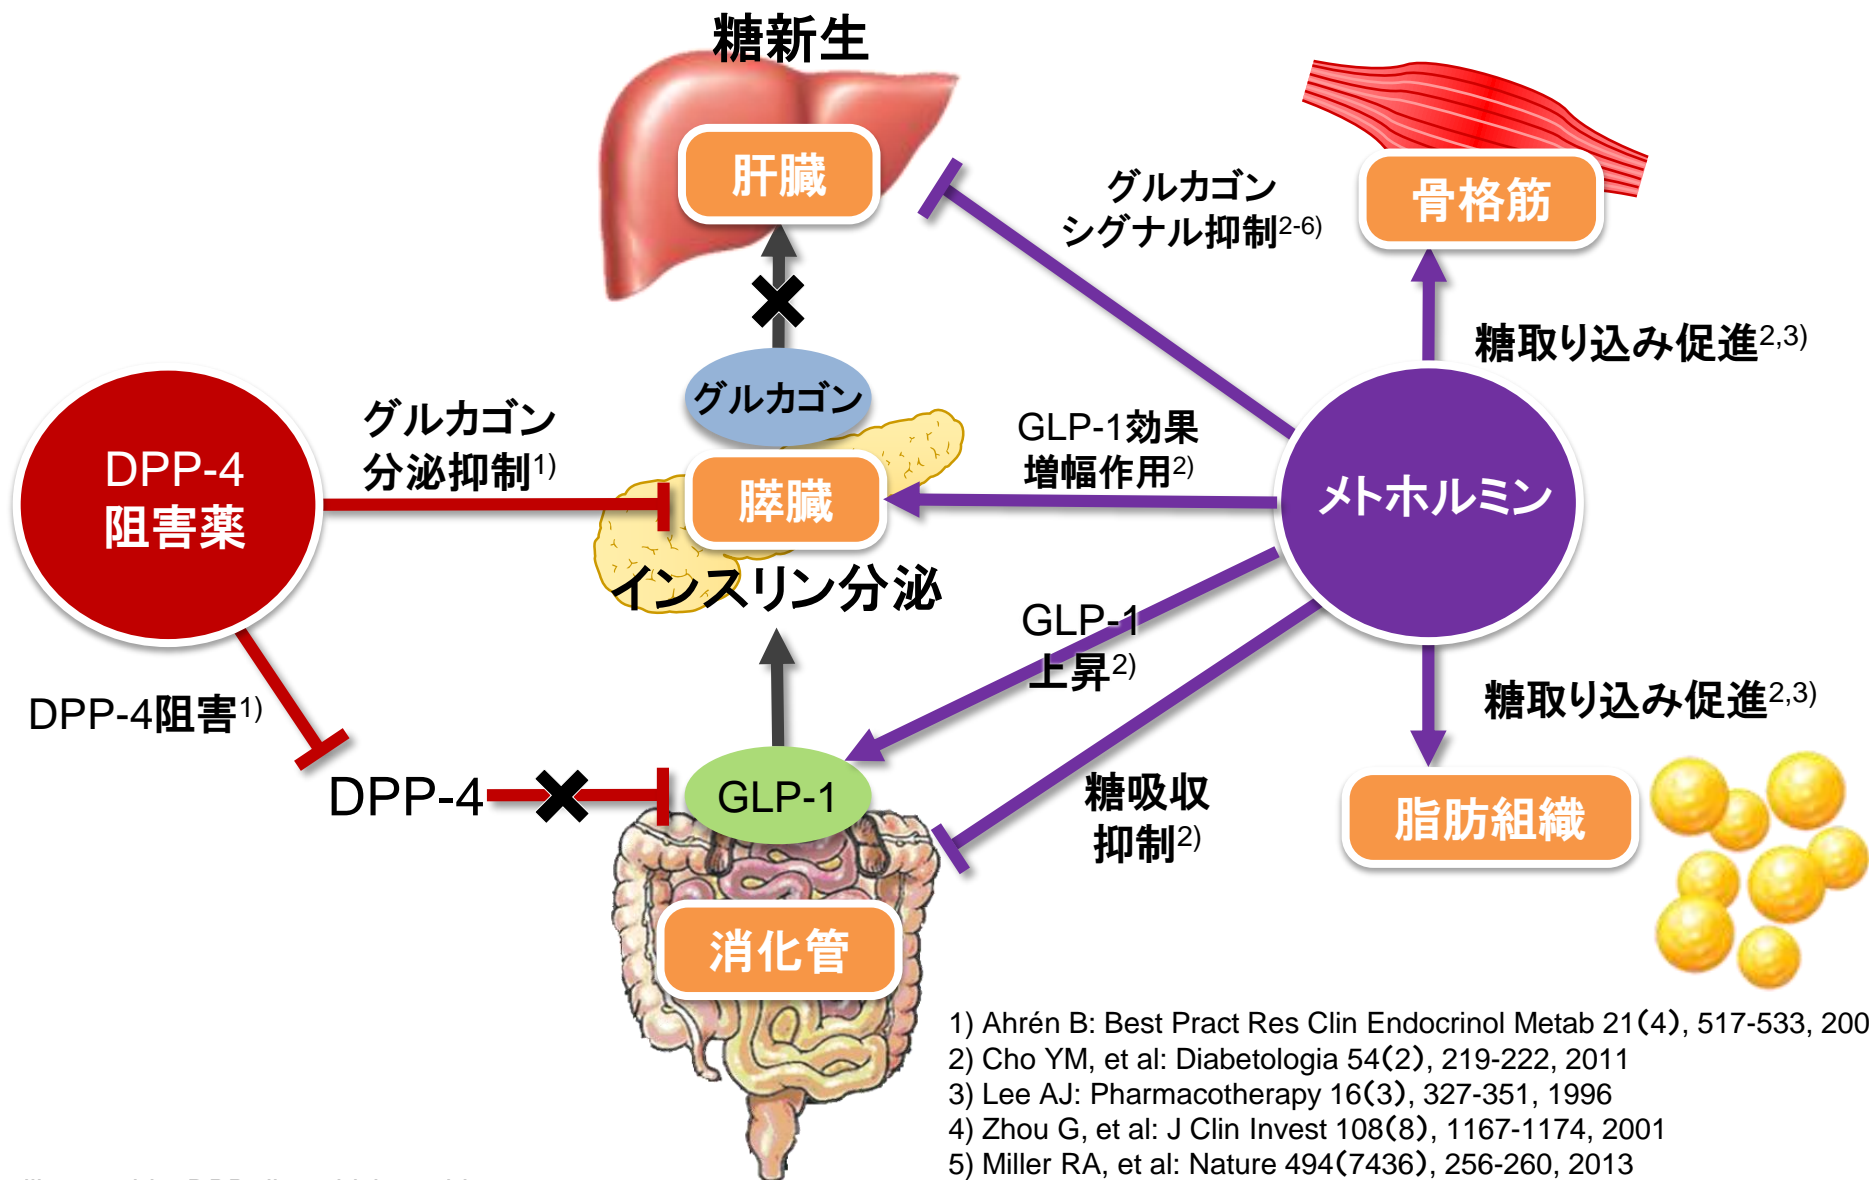 糖新生
肝臓
グルカゴン
シグナル抑制2-6)
骨格筋
糖取り込み促進2,3)
グルカゴン
グルカゴン
分泌抑制1)
GLP-1効果
増幅作用2)
DPP-4
阻害薬
膵臓
メトホルミン
インスリン分泌
GLP-1
上昇2)
DPP-4阻害1)
糖取り込み促進2,3)
DPP-4
GLP-1
糖吸収
抑制2)
脂肪組織
消化管
1) Ahrén B: Best Pract Res Clin Endocrinol Metab 21(4), 517-533, 200
2) Cho YM, et al: Diabetologia 54(2), 219-222, 2011
3) Lee AJ: Pharmacotherapy 16(3), 327-351, 1996
4) Zhou G, et al: J Clin Invest 108(8), 1167-1174, 2001
5) Miller RA, et al: Nature 494(7436), 256-260, 2013